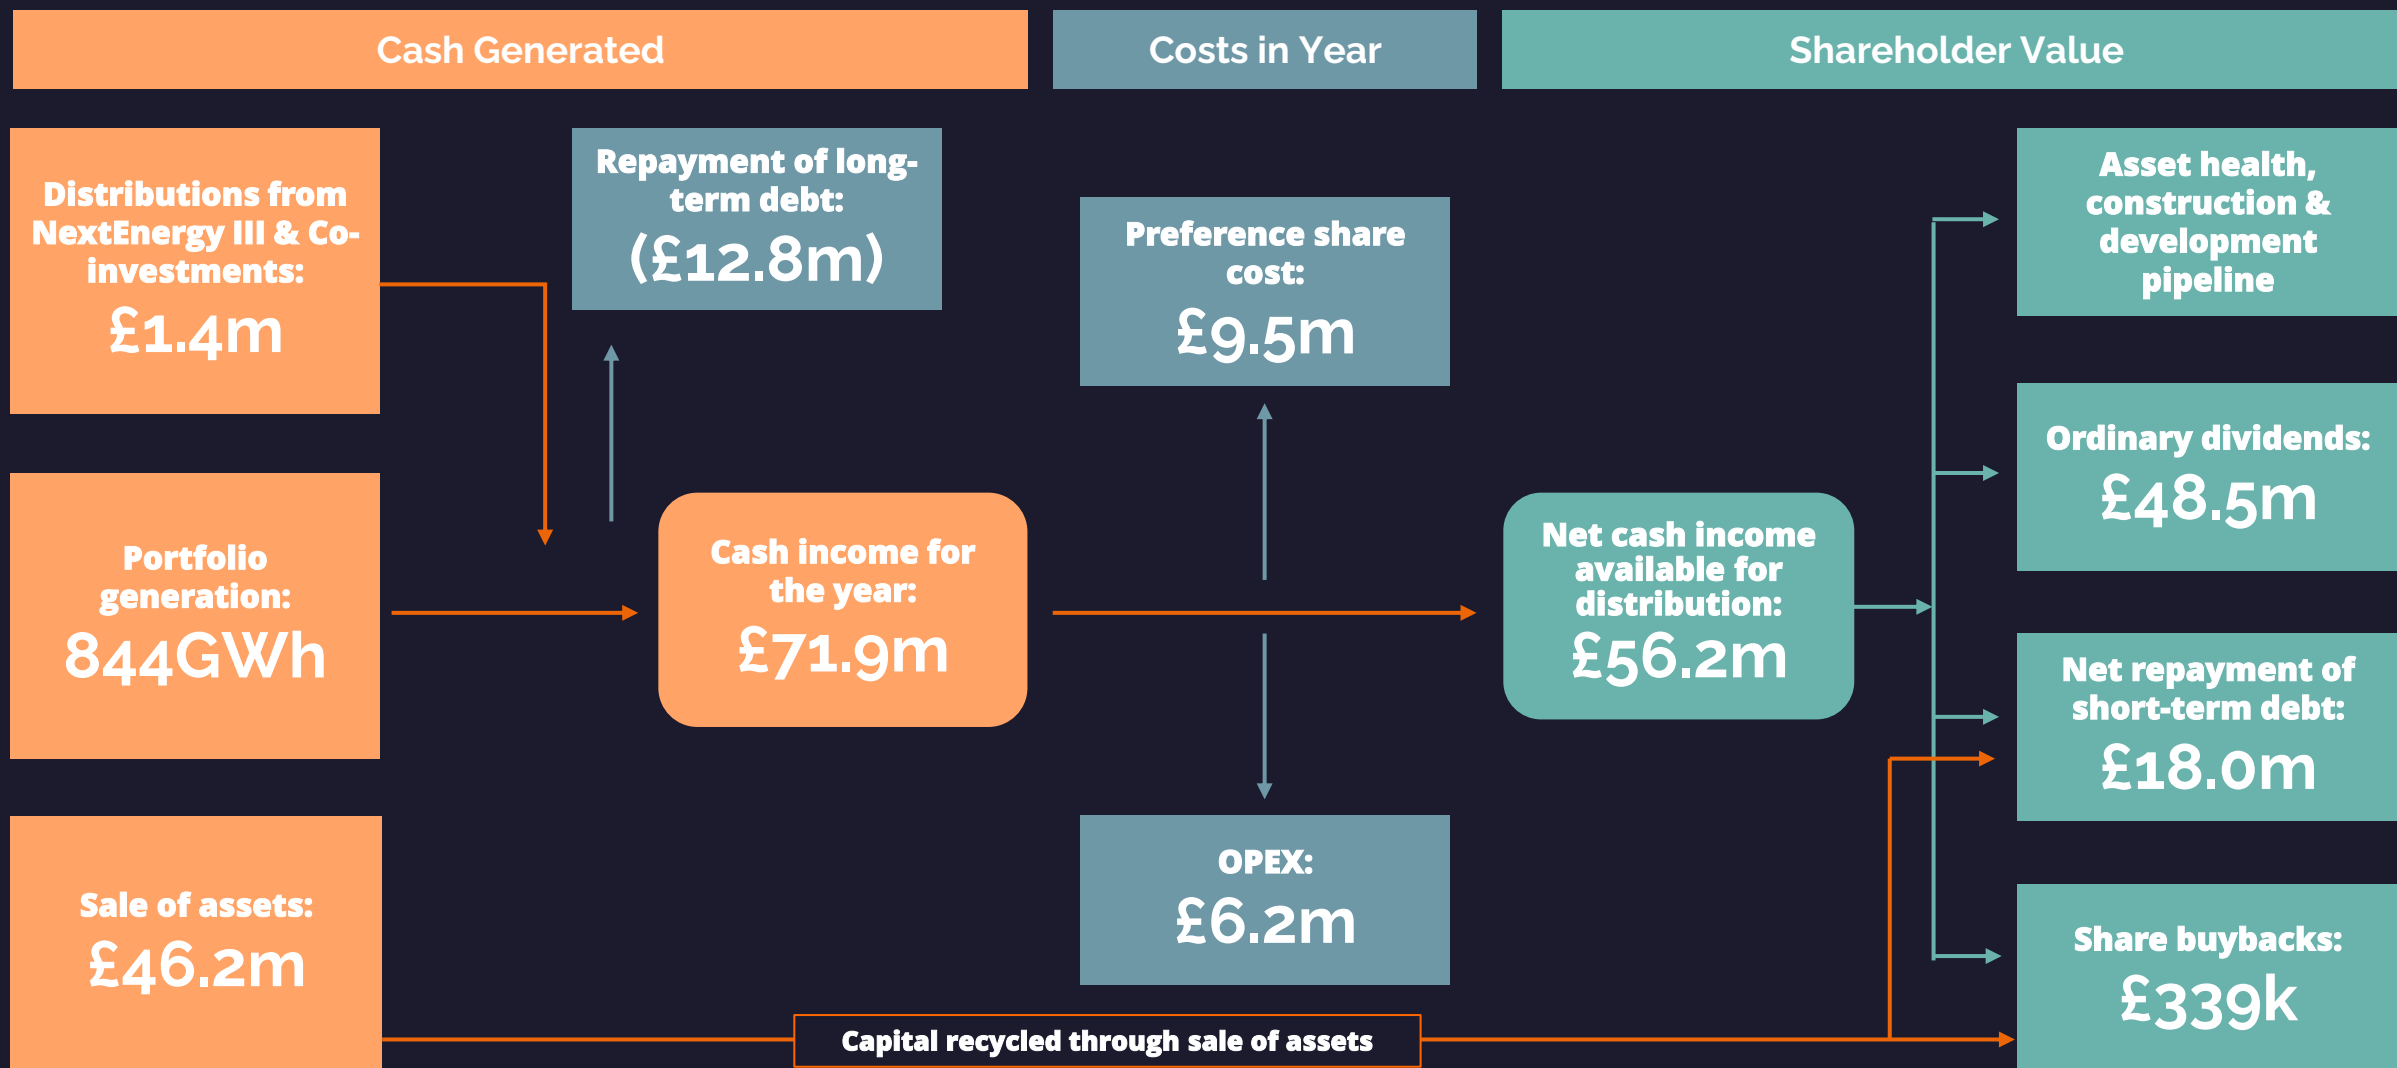 Cash Generated
Costs in Year
Shareholder Value
Distributions from
NextEnergy III & Co-
investments:
£1.4m
Repayment of long-
term debt:
(£12.8m)
Preference share
cost:
£9.5m
Asset health,
construction &
development
pipeline
Ordinary dividends:
£48.5m
Portfolio
generation:
844GWh
Cash income for
the year:
£71.9m
Net cash income
available for
distribution:
£56.2m
Net repayment of
short-term debt:
£18.0m
Sale of assets:
£46.2m
OPEX:
£6.2m
Share buybacks:
£339k
Capital recycled through sale of assets